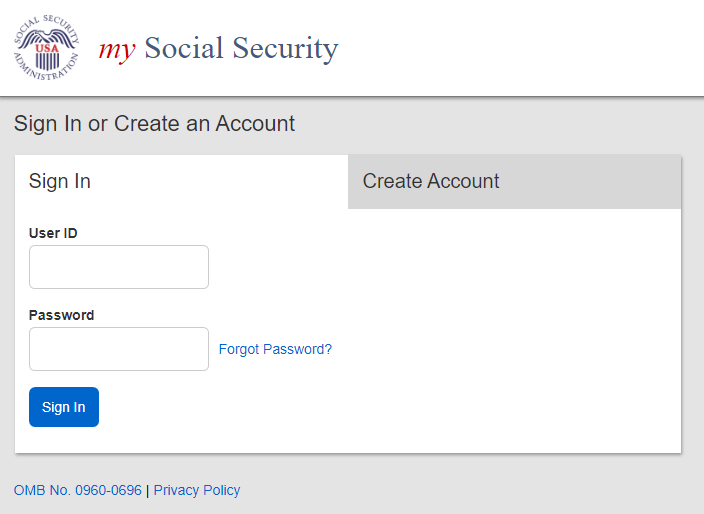 SOCIAL SECURITY ADMINISTRATION
USA
my Social Security
Sign In or Create an Account
Sign In
Create Account
User ID
Password
Forgot Password?
Sign In
OMB No. 0960-0696 | Privacy Policy